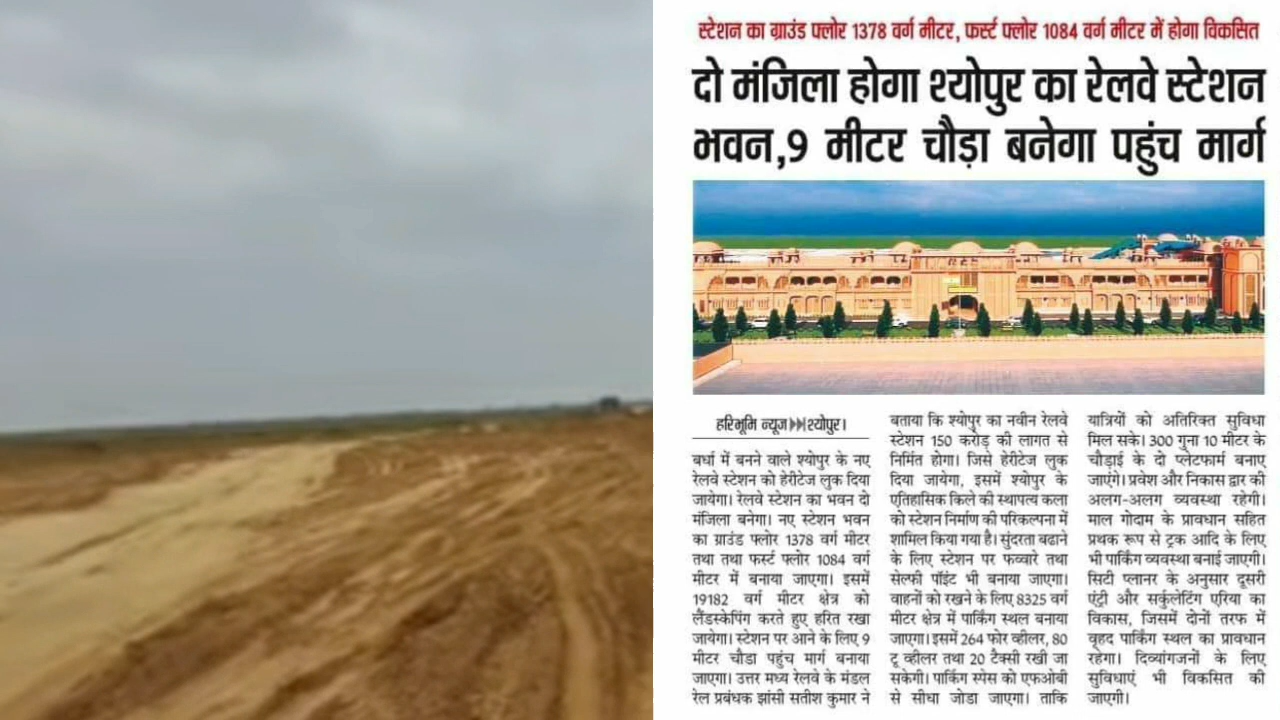 स्टेशन का ग्राउंड फ्लोर 1378 वर्ग मीटर, फर्स्ट फ्लोर 1084 वर्ग मीटर में होगा विकसित
दो मंजिला होगा श्योपुर का रेलवे स्टेशन
भवन,9 मीटर चौड़ा बनेगा पहुंच मार्ग
हरिभूमि न्यूज▶▶श्योपुर।
बर्धा में बनने वाले श्योपुर के नए
रेलवे स्टेशन को हेरीटेज लुक दिया
जायेगा। रेलवे स्टेशन का भवन दो
मंजिला बनेगा। नए स्टेशन भवन
का ग्राउंड फ्लोर 1378 वर्ग मीटर
तथा तथा फर्स्ट फ्लोर 1084 वर्ग
मीटर में बनाया जाएगा। इसमें
19182 वर्ग मीटर क्षेत्र को
लैंडस्केपिंग करते हुए हरित रखा
जायेगा। स्टेशन पर आने के लिए 9
मीटर चौडा पहुंच मार्ग बनाया
जाएगा। उत्तर मध्य रेलवे के मंडल
रेल प्रबंधक झांसी सतीश कुमार ने
बताया कि श्योपुर का नवीन रेलवे
स्टेशन 150 करोड़ की लागत से
निर्मित होगा। जिसे हेरीटेज लुक
दिया जायेगा, इसमें श्योपुर के
एतिहासिक किले की स्थापत्य कला
को स्टेशन निर्माण की परिकल्पना में
शामिल किया गया है। सुंदरता बढाने
के लिए स्टेशन पर फव्वारे तथा
सेल्फी पॉइंट भी बनाया जाएगा।
वाहनों को रखने के लिए 8325 वर्ग
मीटर क्षेत्र में पार्किंग स्थल बनाया
जाएगा। इसमें 264 फोर व्हीलर, 80
टू व्हीलर तथा 20 टैक्सी रखी जा
सकेगी। पार्किंग स्पेस को एफओबी
से सीधा जोडा जाएगा। ताकि
यात्रियों को अतिरिक्त सुविधा
मिल सके। 300 गुना 10 मीटर के
चौडाई के दो प्लेटफार्म बनाए
जाएंगे। प्रवेश और निकास द्वार की
अलग-अलग व्यवस्था रहेगी।
माल गोदाम के प्रावधान सहित
प्रथक रूप से ट्रक आदि के लिए
भी पार्किंग व्यवस्था बनाई जाएगी।
सिटी प्लानर के अनुसार दूसरी
एंट्री और सर्कुलेटिंग एरिया का
विकास, जिसमें दोनों तरफ में
वृहद पार्किंग स्थल का प्रावधान
रहेगा। दिव्यांगजनों के लिए
सुविधाएं भी विकसित की
जाएगी।